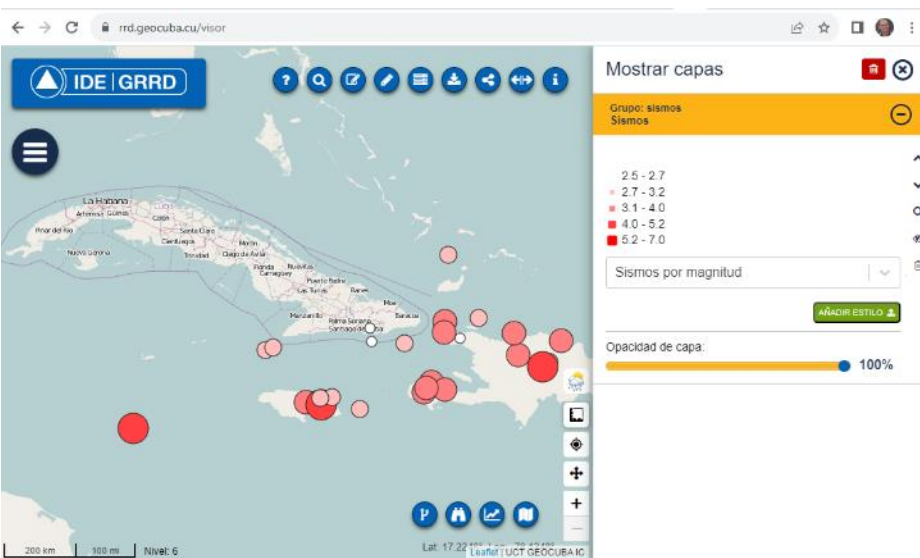 rrd.geocuba.cu/visor
IDE | GRRD
Mostrar capas
Grupo: sismos
Sismos
2.5 - 2.7
2.7 - 3.2
3.1 - 4.0
4.0 - 5.2
5.2 - 7.0
Sismos por magnitud
AÑADIR ESTILO
Opacidad de capa:
100%
La Habana
Artemisa Güines
Colón
Pinar del Río
Santa Clara
Cienfuegos
Morón
Nueva Gerona
Trinidad
Ciego de Ávila
Florida
Nuevitas
Camagüey
Puerto Padre
Las Tunas
Banes
Moa
Manzanillo
Palma Soriano
Baracoa
Santiago de Cuba
200 km
100 mi
Nivel: 6
Leaflet | UCT GEOCUBA IC